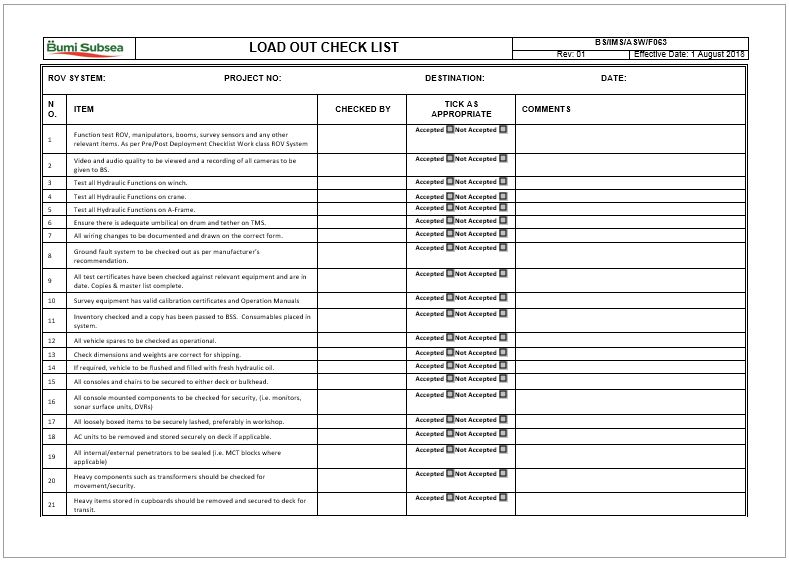 Bumi Subsea
LOAD OUT CHECK LIST
BS/IMS/ASW/F063
Rev: 01
Effective Date: 1 August 2018
ROV SYSTEM:
PROJECT NO:
DESTINATION:
DATE:
N
O.
ITEM
CHECKED BY
TICK AS
APPROPRIATE
COMMENTS
1
Function test ROV, manipulators, booms, survey sensors and any other
relevant items. As per Pre/Post Deployment Checklist Work class ROV System
Accepted Not Accepted
2
Video and audio quality to be viewed and a recording of all cameras to be
given to BS.
Accepted Not Accepted
3
Test all Hydraulic Functions on winch.
Accepted Not Accepted
4
Test all Hydraulic Functions on crane.
Accepted Not Accepted
5
Test all Hydraulic Functions on A-Frame.
Accepted Not Accepted
6
Ensure there is adequate umbilical on drum and tether on TMS.
Accepted Not Accepted
7
All wiring changes to be documented and drawn on the correct form.
Accepted Not Accepted
8
Ground fault system to be checked out as per manufacturer's
recommendation.
Accepted Not Accepted
9
All test certificates have been checked against relevant equipment and are in
date. Copies & master list complete.
Accepted Not Accepted
10
Survey equipment has valid calibration certificates and Operation Manuals
Accepted Not Accepted
11
Inventory checked and a copy has been passed to BSS. Consumables placed in
system.
Accepted Not Accepted
12
All vehicle spares to be checked as operational.
Accepted Not Accepted
13
Check dimensions and weights are correct for shipping.
Accepted Not Accepted
14
If required, vehicle to be flushed and filled with fresh hydraulic oil.
Accepted Not Accepted
15
All consoles and chairs to be secured to either deck or bulkhead.
Accepted Not Accepted
16
All console mounted components to be checked for security, (i.e. monitors,
sonar surface units, DVRs)
Accepted Not Accepted
17
All loosely boxed items to be securely lashed, preferably in workshop.
Accepted Not Accepted
18
AC units to be removed and stored securely on deck if applicable.
Accepted Not Accepted
19
All internal/external penetrators to be sealed (i.e. MCT blocks where
applicable)
Accepted Not Accepted
20
Heavy components such as transformers should be checked for
movement/security.
Accepted Not Accepted
21
Heavy items stored in cupboards should be removed and secured to deck for
transit.
Accepted Not Accepted